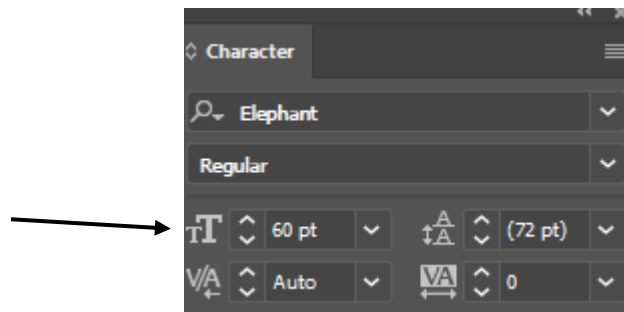 Character
Elephant
Regular
60 pt (72 pt)
Auto 0